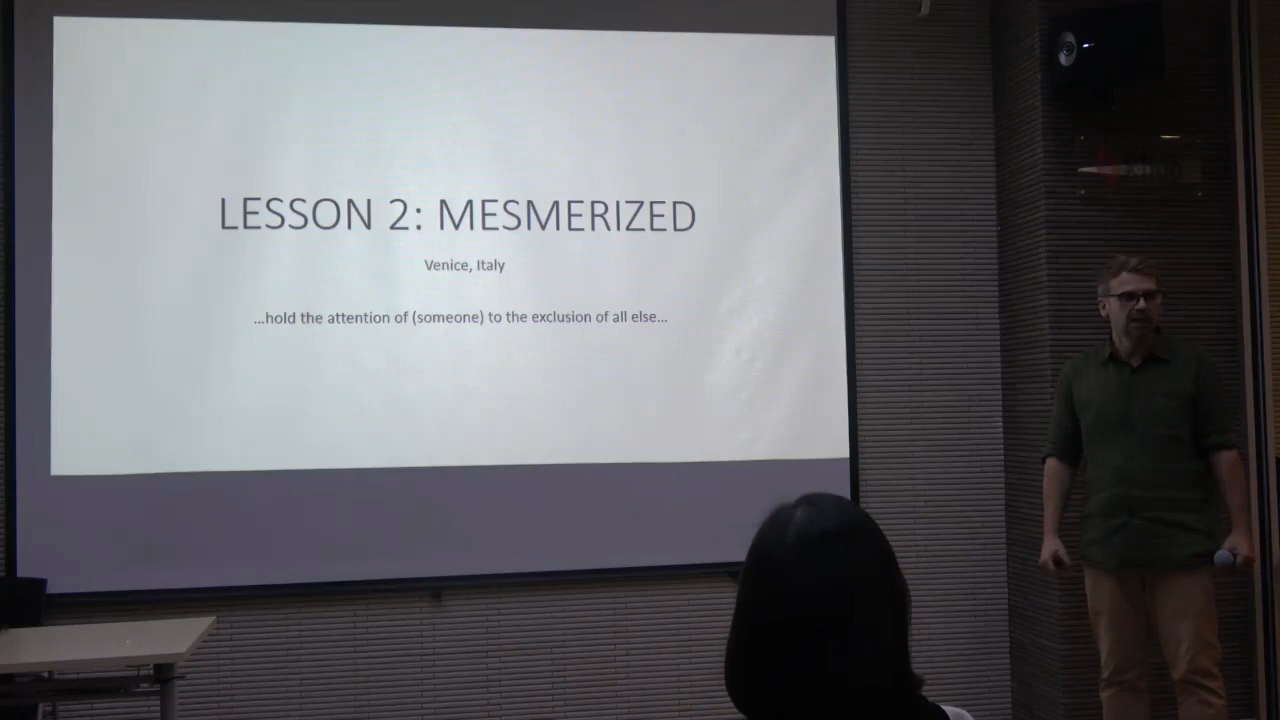 LESSON 2: MESMERIZED
Venice, Italy
...hold the attention of (someone) to the exclusion of all else...